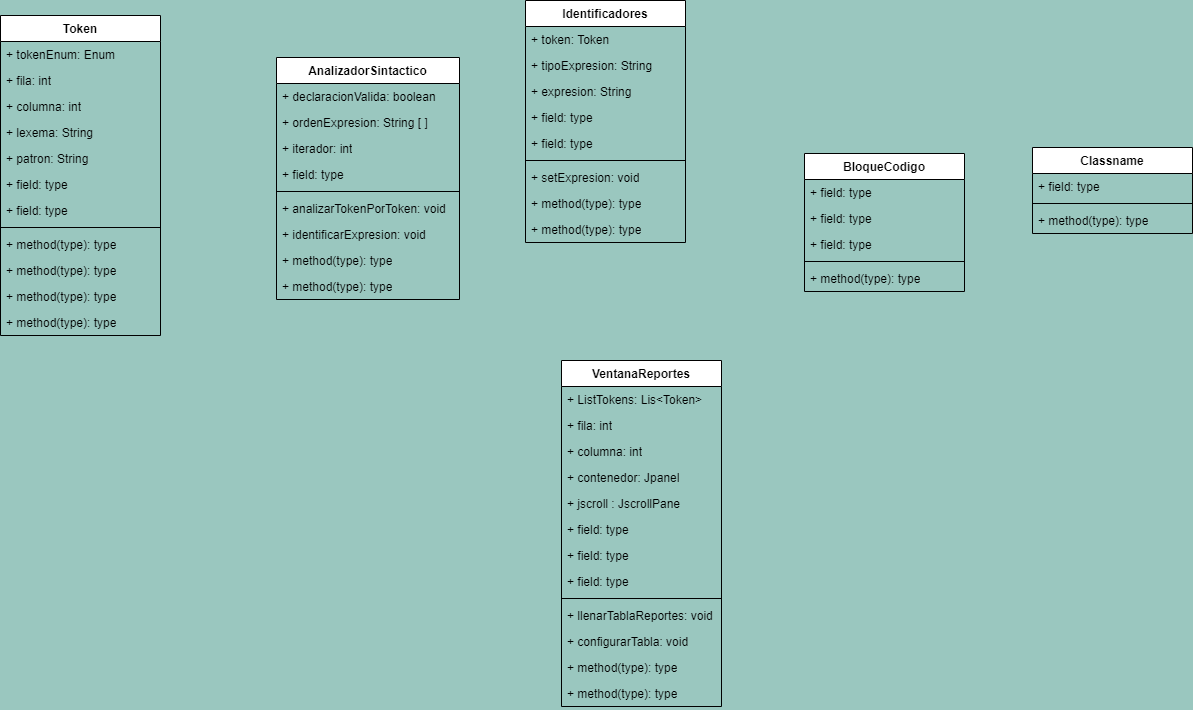 Token
+ tokenEnum: Enum
+ fila: int
+ columna: int
+ lexema: String
+ patron: String
+ field: type
+ field: type
+ method(type): type
+ method(type): type
+ method(type): type
+ method(type): type
AnalizadorSintactico
+ declaracionValida: boolean
+ ordenExpresion: String [ ]
+ iterador: int
+ field: type
+ analizarTokenPorToken: void
+ identificarExpresion: void
+ method(type): type
+ method(type): type
Identificadores
+ token: Token
+ tipoExpresion: String
+ expresion: String
+ field: type
+ field: type
+ setExpresion: void
+ method(type): type
+ method(type): type
BloqueCodigo
+ field: type
+ field: type
+ field: type
+ method(type): type
Classname
+ field: type
+ method(type): type
VentanaReportes
+ ListTokens: Lis<Token>
+ fila: int
+ columna: int
+ contenedor: Jpanel
+ jscroll : JscrollPane
+ field: type
+ field: type
+ field: type
+ llenarTablaReportes: void
+ configurarTabla: void
+ method(type): type
+ method(type): type